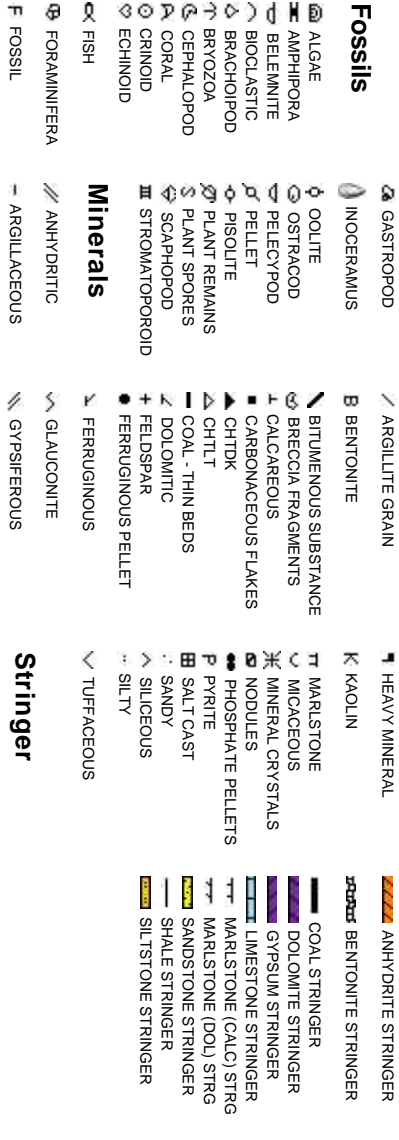 Fossils
ALGAE
AMPHIPORA
BELEMNITE
BIOCLASTIC
BRACHOIPOD
BRYOZOA
CEPHALOPOD
CORAL
CRINOID
ECHINOID
FISH
FORAMINIFERA
F FOSSIL
GASTROPOD
INOCERAMUS
OOLITE
OSTRACOD
PELECYPOD
PELLET
PISOLITE
PLANT REMAINS
PLANT SPORES
SCAPHOPOD
STROMATOPOROID
Minerals
ANHYDRITIC
ARGILLACEOUS
ARGILLITE GRAIN
B BENTONITE
BITUMENOUS SUBSTANCE
BRECCIA FRAGMENTS
CALCAREOUS
CARBONACEOUS FLAKES
CHTDK
CHTLT
COAL - THIN BEDS
DOLOMITIC
FELDSPAR
FERRUGINOUS PELLET
FERRUGINOUS
GLAUCONITE
GYPSIFEROUS
HEAVY MINERAL
K KAOLIN
MARLSTONE
MICACEOUS
MINERAL CRYSTALS
NODULES
PHOSPHATE PELLETS
PYRITE
SALT CAST
SANDY
SILICEOUS
SILTY
TUFFACEOUS
Stringer
ANHYDRITE STRINGER
BENTONITE STRINGER
COAL STRINGER
DOLOMITE STRINGER
GYPSUM STRINGER
LIMESTONE STRINGER
MARLSTONE (CALC) STRG
MARLSTONE (DOL) STRG
SANDSTONE STRINGER
SHALE STRINGER
SILTSTONE STRINGER